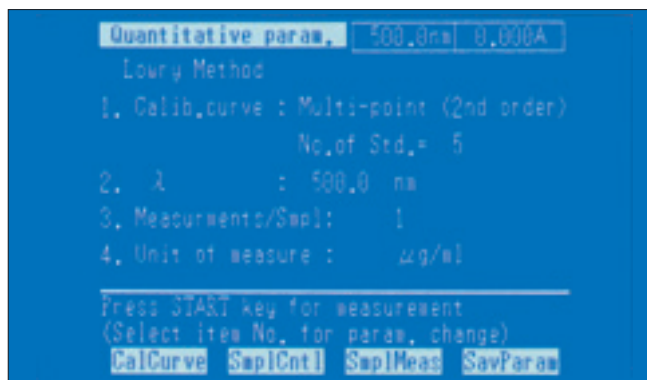 Quantitative param. 500.0nm 0.000A
Lowry Method
1. Calib.curve : Multi-point (2nd order)
No.of Std.= 5
2. λ : 500.0 nm
3. Measurments/Smpl: 1
4. Unit of measure : μg/ml
Press START key for measurement
(Select item No. for param. change)
CalCurve SmplCntl SmplMeas SavParam